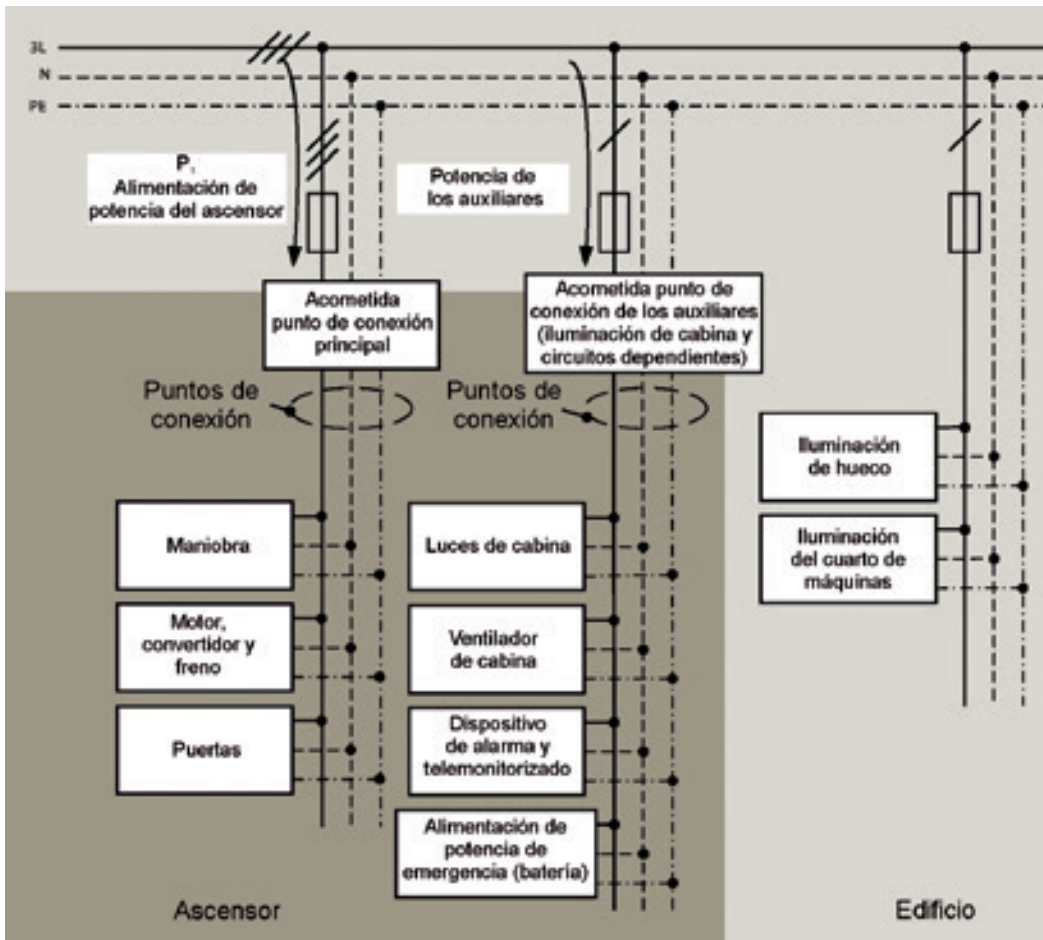 3L
N
PE
P,
Alimentación de
potencia del ascensor
Potencia de
los auxiliares
Acometida
punto de conexión
principal
Acometida punto de
conexión de los auxiliares
(iluminación de cabina y
circuitos dependientes)
Puntos de
conexión
Puntos de
conexión
Maniobra
Motor,
convertidor y
freno
Puertas
Luces de cabina
Ventilador
de cabina
Dispositivo
de alarma y
telemonitorizado
Alimentación de
potencia de
emergencia (batería)
Iluminación
de hueco
Iluminación
del cuarto de
máquinas
Ascensor
Edificio